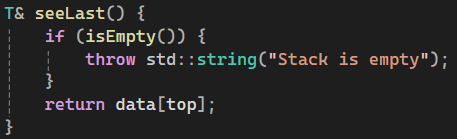 T& seeLast() {
    if (isEmpty()) {
        throw std::string("Stack is empty");
    }
    return data[top];
}